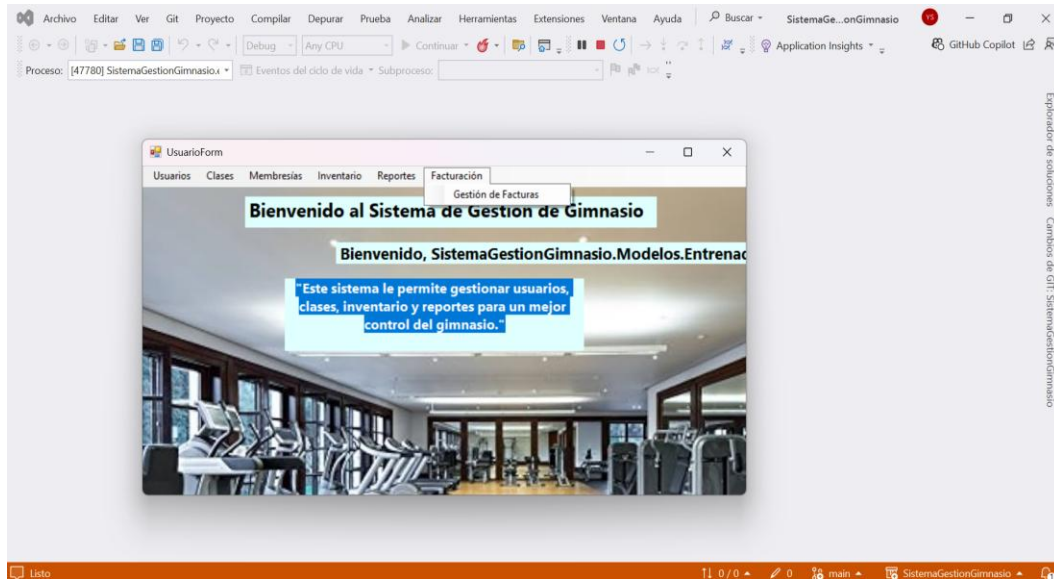 Archivo Editar Ver Git Proyecto Compilar Depurar Prueba Analizar Herramientas Extensiones Ventana Ayuda Buscar SistemaGe...onGimnasio YS
Debug Any CPU Continuar Application Insights GitHub Copilot
Proceso: [47780] SistemaGestionGimnasio.e Eventos del ciclo de vida Subproceso:
Explorador de soluciones Cambios de GIT: SistemaGestionGimnasio
UsuarioForm
Usuarios Clases Membresías Inventario Reportes Facturación
Gestión de Facturas
Bienvenido al Sistema de Gestión de Gimnasio
Bienvenido, SistemaGestionGimnasio.Modelos.Entrenad
"Este sistema le permite gestionar usuarios,
clases, inventario y reportes para un mejor
control del gimnasio."
Listo 0 / 0 0 main SistemaGestionGimnasio